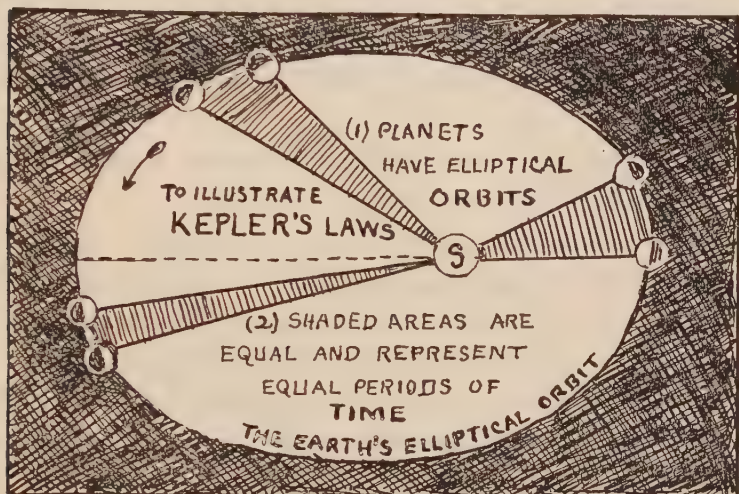 (1) PLANETS
HAVE ELLIPTICAL
ORBITS
TO ILLUSTRATE
KEPLER'S LAWS
S
(2) SHADED AREAS ARE
EQUAL AND REPRESENT
EQUAL PERIODS OF
TIME
THE EARTH'S ELLIPTICAL ORBIT